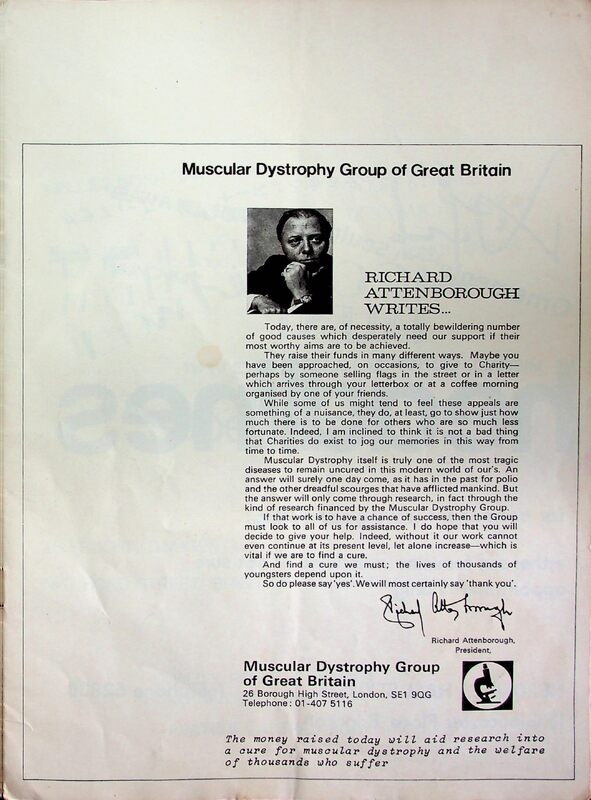 Muscular Dystrophy Group of Great Britain
RICHARD
ATTENBOROUGH
WRITES...
Today, there are, of necessity, a totally bewildering number
of good causes which desperately need our support if their
most worthy aims are to be achieved.
They raise their funds in many different ways. Maybe you
have been approached, on occasions, to give to Charity—
perhaps by someone selling flags in the street or in a letter
which arrives through your letterbox or at a coffee morning
organised by one of your friends.
While some of us might tend to feel these appeals are
something of a nuisance, they do, at least, go to show just how
much there is to be done for others who are so much less
fortunate. Indeed, I am inclined to think it is not a bad thing
that Charities do exist to jog our memories in this way from
time to time.
Muscular Dystrophy itself is truly one of the most tragic
diseases to remain uncured in this modern world of our's. An
answer will surely one day come, as it has in the past for polio
and the other dreadful scourges that have afflicted mankind. But
the answer will only come through research, in fact through the
kind of research financed by the Muscular Dystrophy Group.
If that work is to have a chance of success, then the Group
must look to all of us for assistance. I do hope that you will
decide to give your help. Indeed, without it our work cannot
even continue at its present level, let alone increase—which is
vital if we are to find a cure.
And find a cure we must; the lives of thousands of
youngsters depend upon it.
So do please say 'yes'. We will most certainly say 'thank you'.
Richard Attenborough
Richard Attenborough,
President,
Muscular Dystrophy Group
of Great Britain
26 Borough High Street, London, SE1 9QG
Telephone: 01-407 5116
The money raised today will aid research into
a cure for muscular dystrophy and the welfare
of thousands who suffer